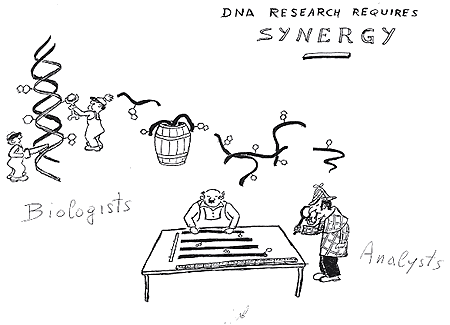 DNA RESEARCH REQUIRES
SYNERGY
Biologists
Analysts